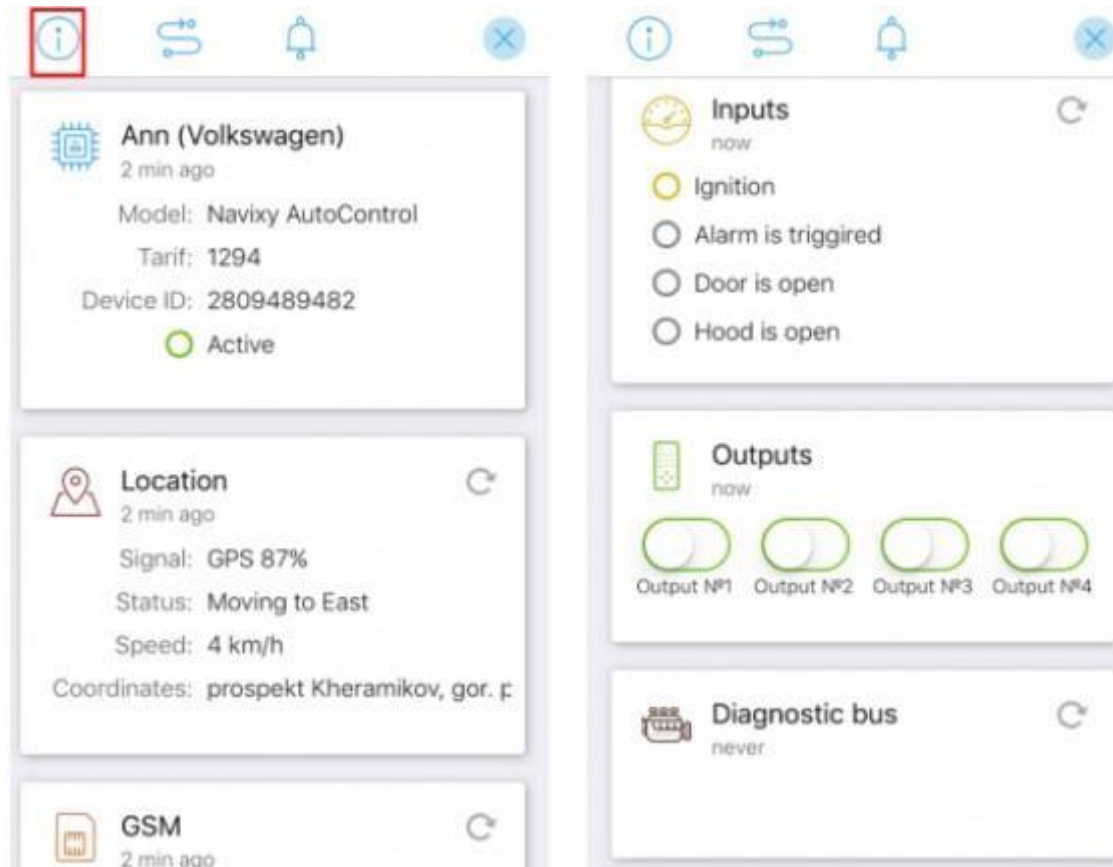 Ann (Volkswagen)
2 min ago
Model: Navixy AutoControl
Tarif: 1294
Device ID: 2809489482
Active
Location
2 min ago
Signal: GPS 87%
Status: Moving to East
Speed: 4 km/h
Coordinates: prospekt Kheramikov, gor. p
GSM
2 min ago
Inputs
now
Ignition
Alarm is triggired
Door is open
Hood is open
Outputs
now
Output №1 Output №2 Output №3 Output №4
Diagnostic bus
never